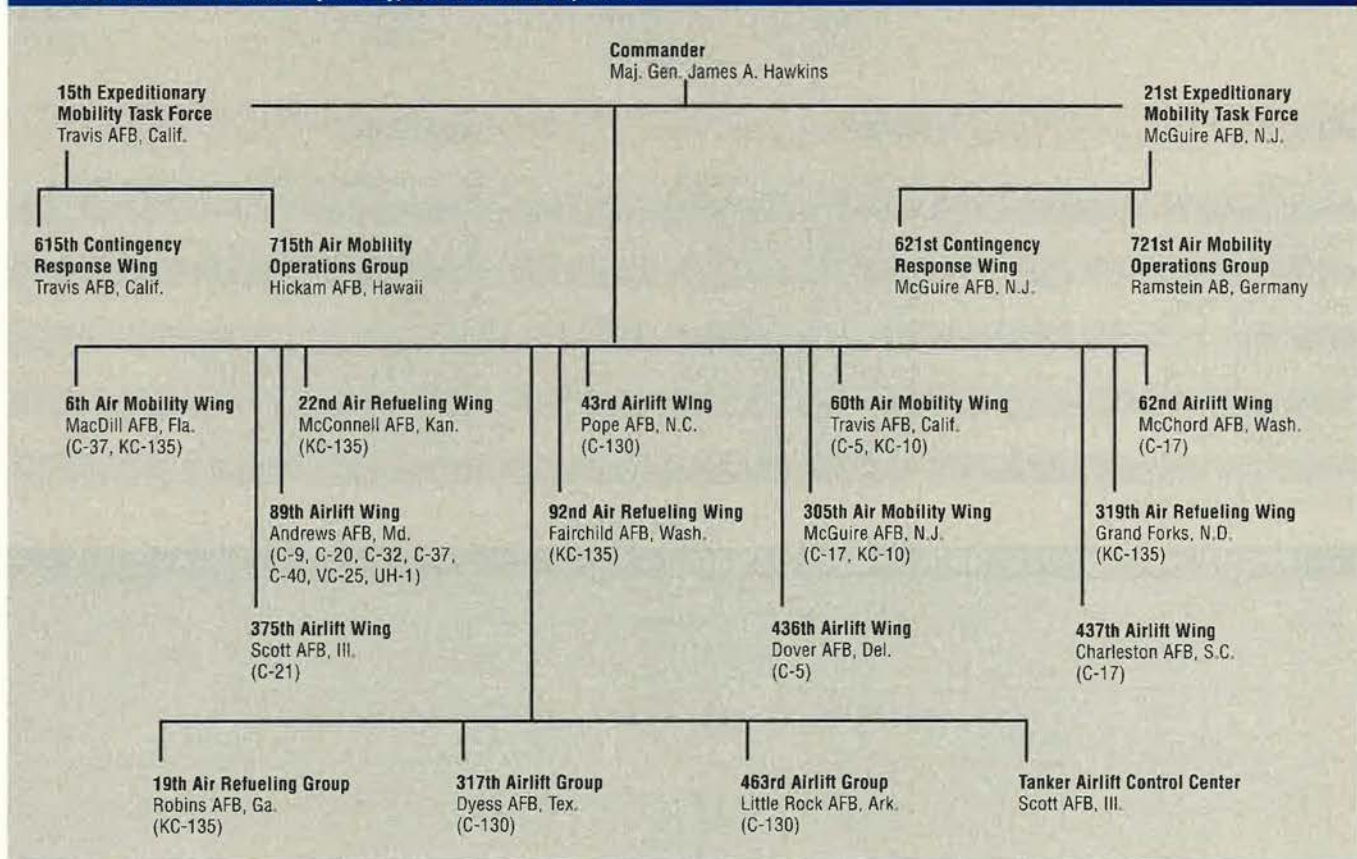 Commander
Maj. Gen. James A. Hawkins
15th Expeditionary
Mobility Task Force
Travis AFB, Calif.
21st Expeditionary
Mobility Task Force
McGuire AFB, N.J.
615th Contingency
Response Wing
Travis AFB, Calif.
715th Air Mobility
Operations Group
Hickam AFB, Hawaii
621st Contingency
Response Wing
McGuire AFB, N.J.
721st Air Mobility
Operations Group
Ramstein AB, Germany
6th Air Mobility Wing
MacDill AFB, Fla.
(C-37, KC-135)
22nd Air Refueling Wing
McConnell AFB, Kan.
(KC-135)
43rd Airlift Wing
Pope AFB, N.C.
(C-130)
60th Air Mobility Wing
Travis AFB, Calif.
(C-5, KC-10)
62nd Airlift Wing
McChord AFB, Wash.
(C-17)
89th Airlift Wing
Andrews AFB, Md.
(C-9, C-20, C-32, C-37,
C-40, VC-25, UH-1)
92nd Air Refueling Wing
Fairchild AFB, Wash.
(KC-135)
305th Air Mobility Wing
McGuire AFB, N.J.
(C-17, KC-10)
319th Air Refueling Wing
Grand Forks, N.D.
(KC-135)
375th Airlift Wing
Scott AFB, Ill.
(C-21)
436th Airlift Wing
Dover AFB, Del.
(C-5)
437th Airlift Wing
Charleston AFB, S.C.
(C-17)
19th Air Refueling Group
Robins AFB, Ga.
(KC-135)
317th Airlift Group
Dyess AFB, Tex.
(C-130)
463rd Airlift Group
Little Rock AFB, Ark.
(C-130)
Tanker Airlift Control Center
Scott AFB, Ill.